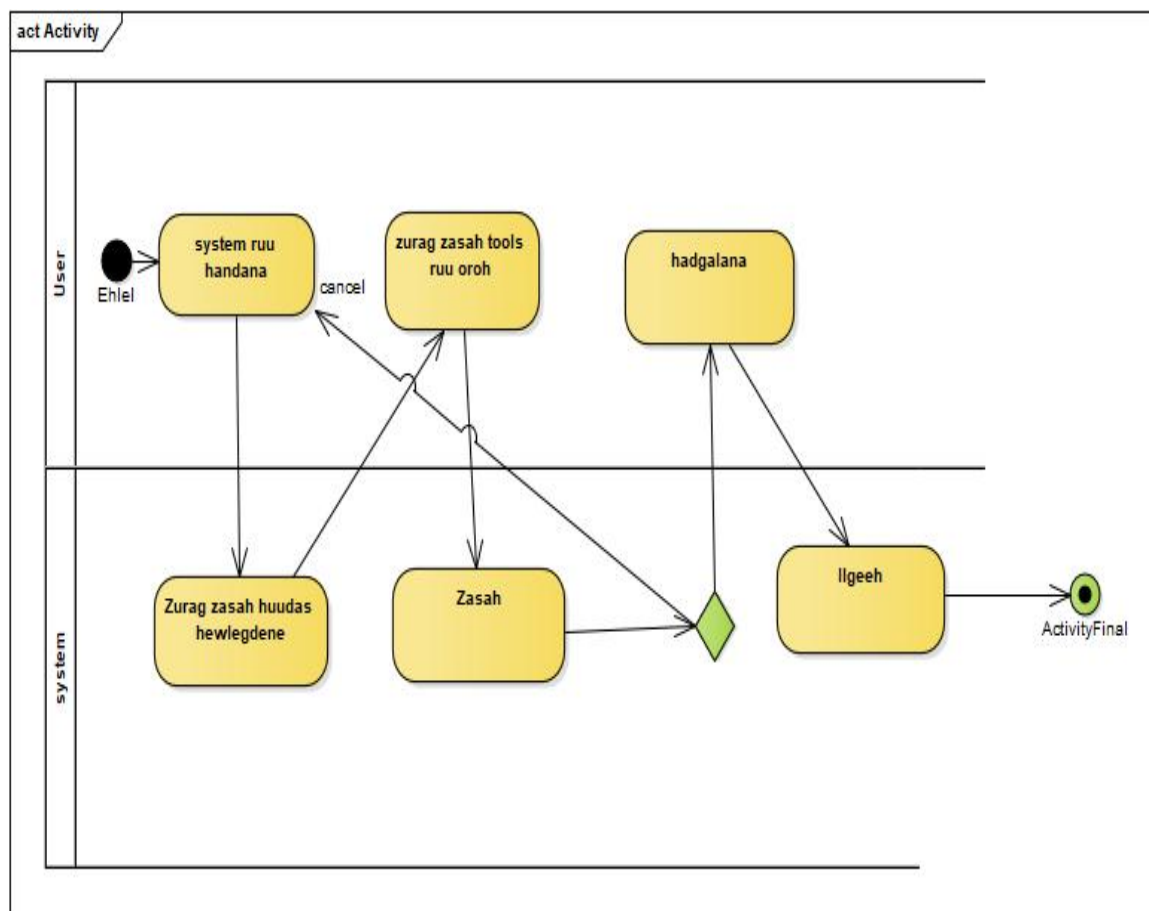 act Activity
User
system ruu
handana
Ehlel
cancel
zurag zasah tools
ruu oroh
hadgalana
system
Zurag zasah huudas
hewlegdene
Zasah
Ilgeeh
ActivityFinal